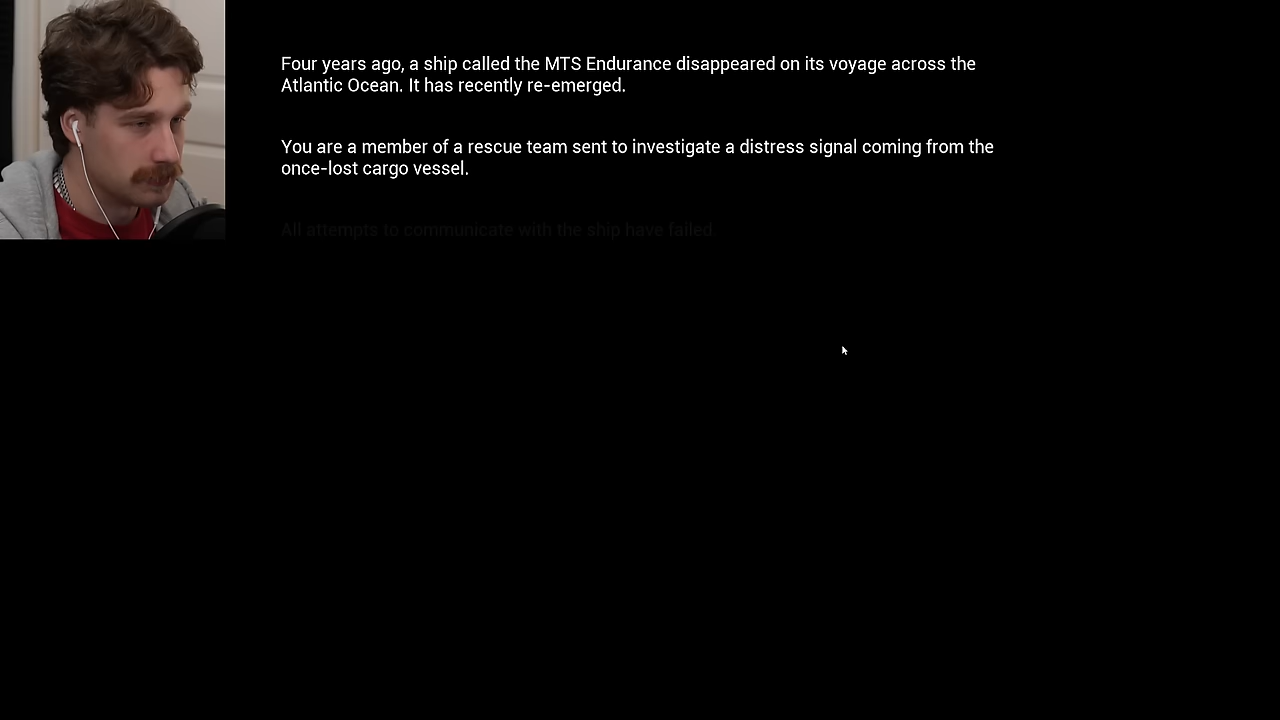 Four years ago, a ship called the MTS Endurance disappeared on its voyage across the
Atlantic Ocean. It has recently re-emerged.
You are a member of a rescue team sent to investigate a distress signal coming from the
once-lost cargo vessel.
All attempts to communicate with the ship have failed.